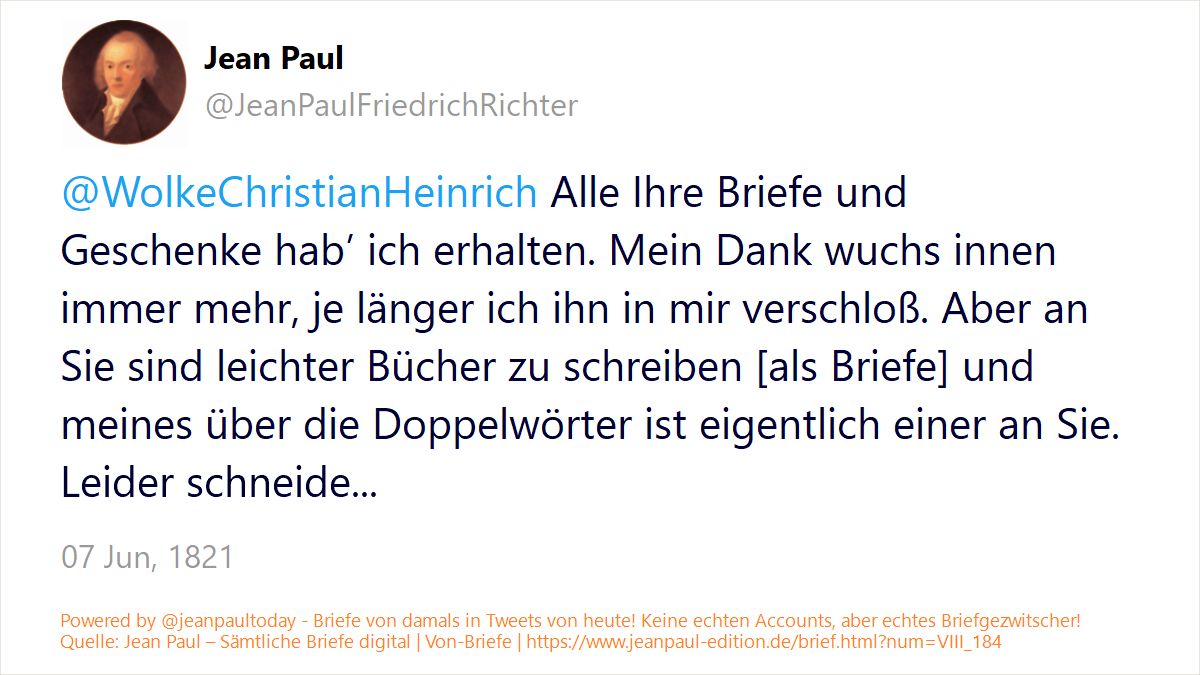 Jean Paul
@JeanPaulFriedrichRichter
@WolkeChristianHeinrich Alle Ihre Briefe und
Geschenke hab’ ich erhalten. Mein Dank wuchs innen
immer mehr, je länger ich ihn in mir verschloß. Aber an
Sie sind leichter Bücher zu schreiben [als Briefe] und
meines über die Doppelwörter ist eigentlich einer an Sie.
Leider schneide...
07 Jun, 1821
Powered by @jeanpaultoday - Briefe von damals in Tweets von heute! Keine echten Accounts, aber echtes Briefgezwitscher!
Quelle: Jean Paul – Sämtliche Briefe digital | Von-Briefe | https://www.jeanpaul-edition.de/brief.html?num=VIII_184